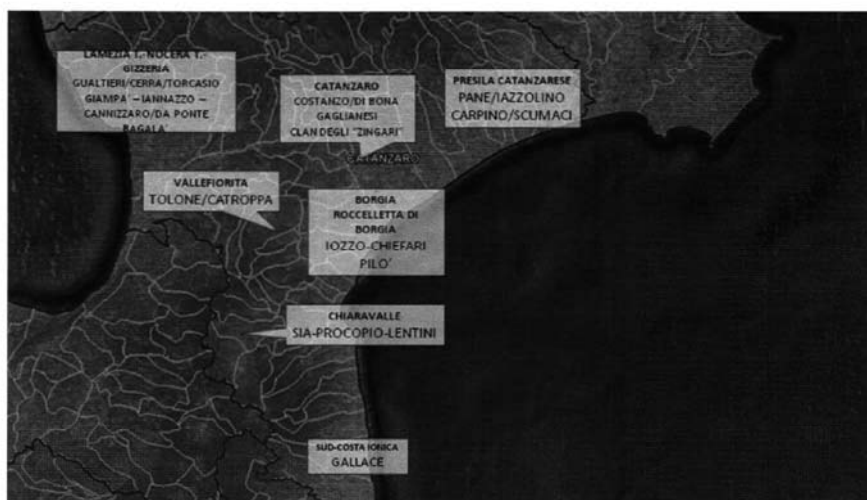 LAMEZIA T.-NOCERA T.-
GIZZERIA
GUALTIERI/CERRA/TORCASIO
GIAMPA'—IANNAZZO—
CANNIZZARO/DA PONTE
BAGALA'
CATANZARO
COSTANZO/DI BONA
GAGLIANESI
CLAN DEGLI "ZINGARI"
PRESILA CATANZARESE
PANE/IAZZOLINO
CARPINO/SCUMACI
CATANZARO
VALLEFIORITA
TOLONE/CATROPPA
BORGIA
ROCCELLETTA DI
BORGIA
IOZZO-CHIEFARI
PILO'
CHIARAVALLE
SIA-PROCOPIO-LENTINI
SUD-COSTA IONICA
GALLACE